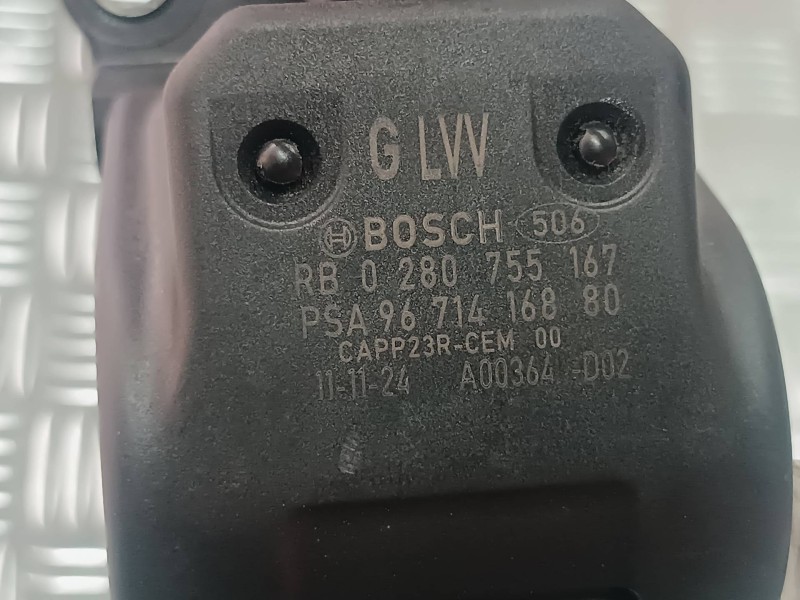 G LVV
BOSCH 506
RB 0 280 755 167
PSA 96 714 168 80
CAPP23R-CEM 00
11-11-24 A00364 -D02